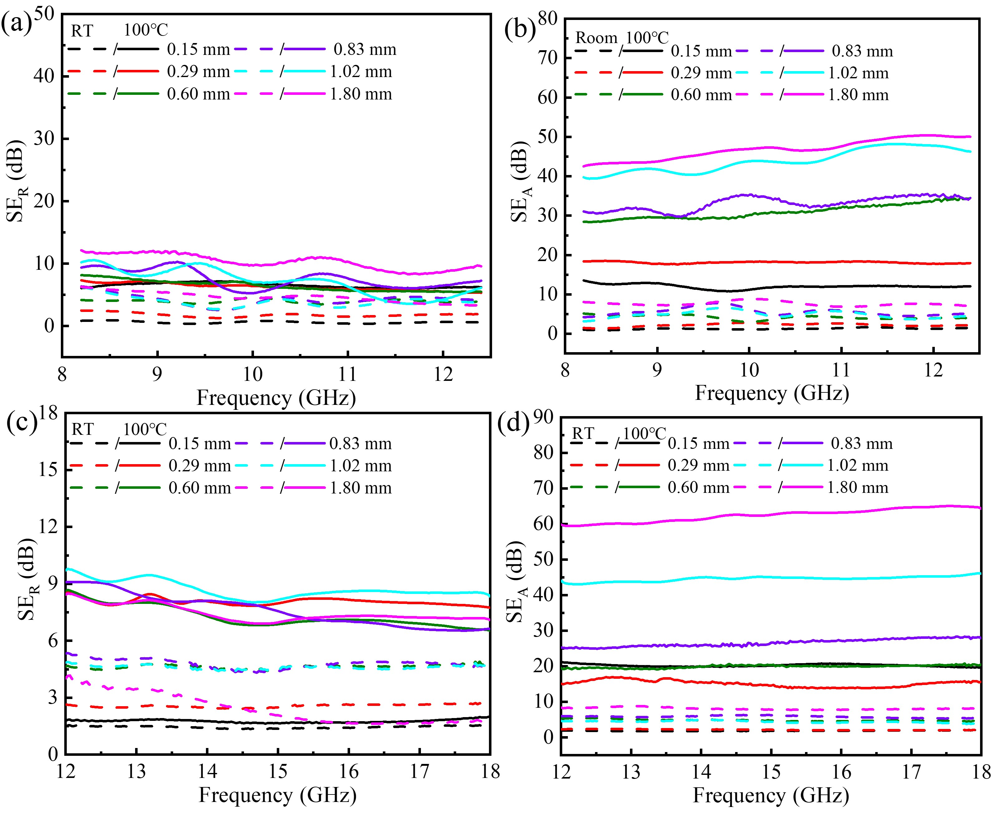 (a)
50
40
30
20
10
0
SE_R (dB)
RT 100℃
/ 0.15 mm / 0.83 mm
/ 0.29 mm / 1.02 mm
/ 0.60 mm / 1.80 mm
8 9 10 11 12
Frequency (GHz)
(b)
80
70
60
50
40
30
20
10
0
SE_A (dB)
Room 100℃
/ 0.15 mm / 0.83 mm
/ 0.29 mm / 1.02 mm
/ 0.60 mm / 1.80 mm
8 9 10 11 12
Frequency (GHz)
(c)
18
15
12
9
6
3
0
SE_R (dB)
RT 100℃
/ 0.15 mm / 0.83 mm
/ 0.29 mm / 1.02 mm
/ 0.60 mm / 1.80 mm
12 13 14 15 16 17 18
Frequency (GHz)
(d)
90
80
70
60
50
40
30
20
10
0
SE_A (dB)
RT 100℃
/ 0.15 mm / 0.83 mm
/ 0.29 mm / 1.02 mm
/ 0.60 mm / 1.80 mm
12 13 14 15 16 17 18
Frequency (GHz)